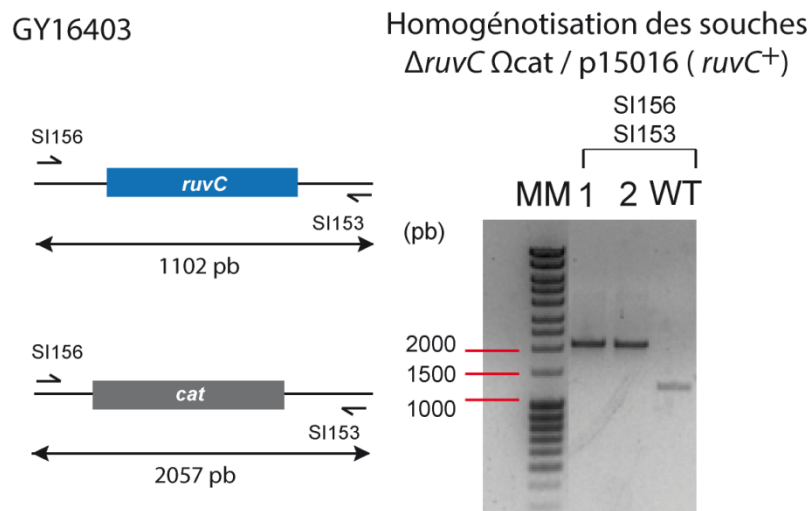 GY16403
Homogénotisation des souches
ΔruvC Ωcat / p15016 ( ruvC+)
SI156
ruvC
SI153
1102 pb
SI156
cat
SI153
2057 pb
SI156
SI153
MM 1 2 WT
(pb)
2000
1500
1000